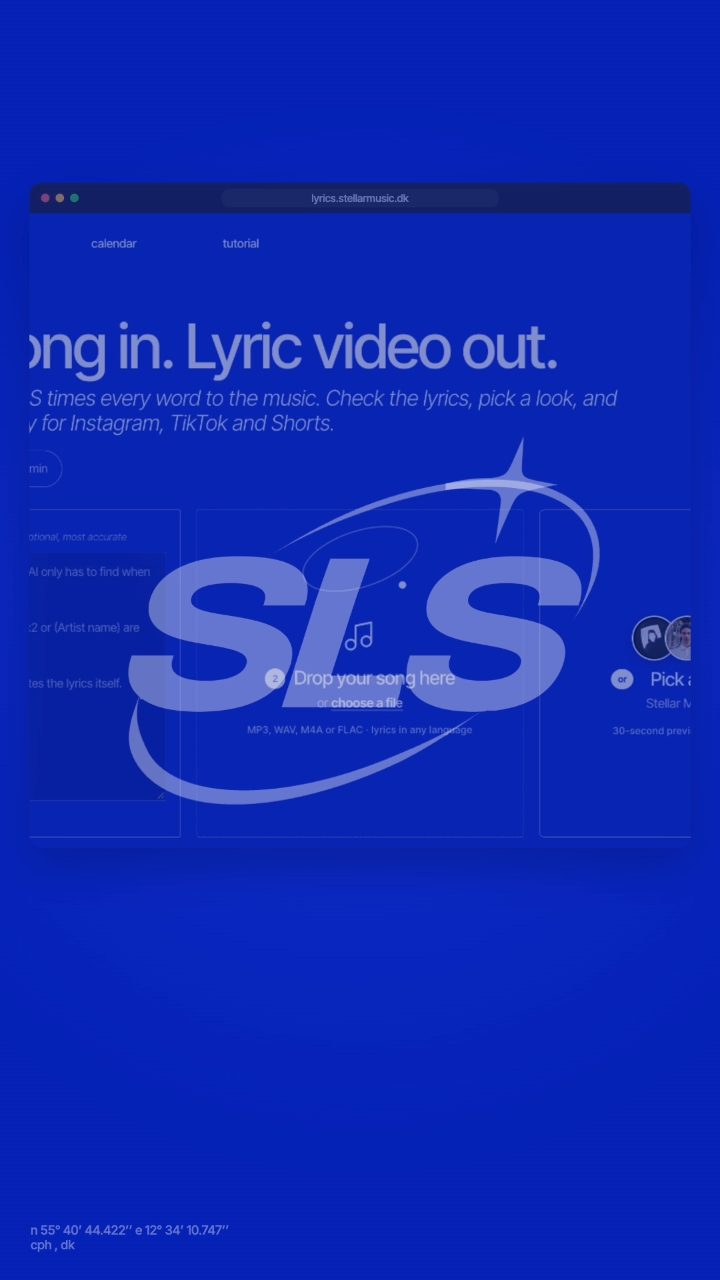 lyrics.stellarmusic.dk
calendar tutorial
ong in. Lyric video out.
S times every word to the music. Check the lyrics, pick a look, and
y for Instagram, TikTok and Shorts.
min
ptional, most accurate
AI only has to find when
:2 or (Artist name) are
tes the lyrics itself.
SLS
2 Drop your song here
or choose a file
MP3, WAV, M4A or FLAC · lyrics in any language
or Pick a
Stellar M
30-second previ
n 55° 40′ 44.422′′ e 12° 34′ 10.747′′
cph , dk